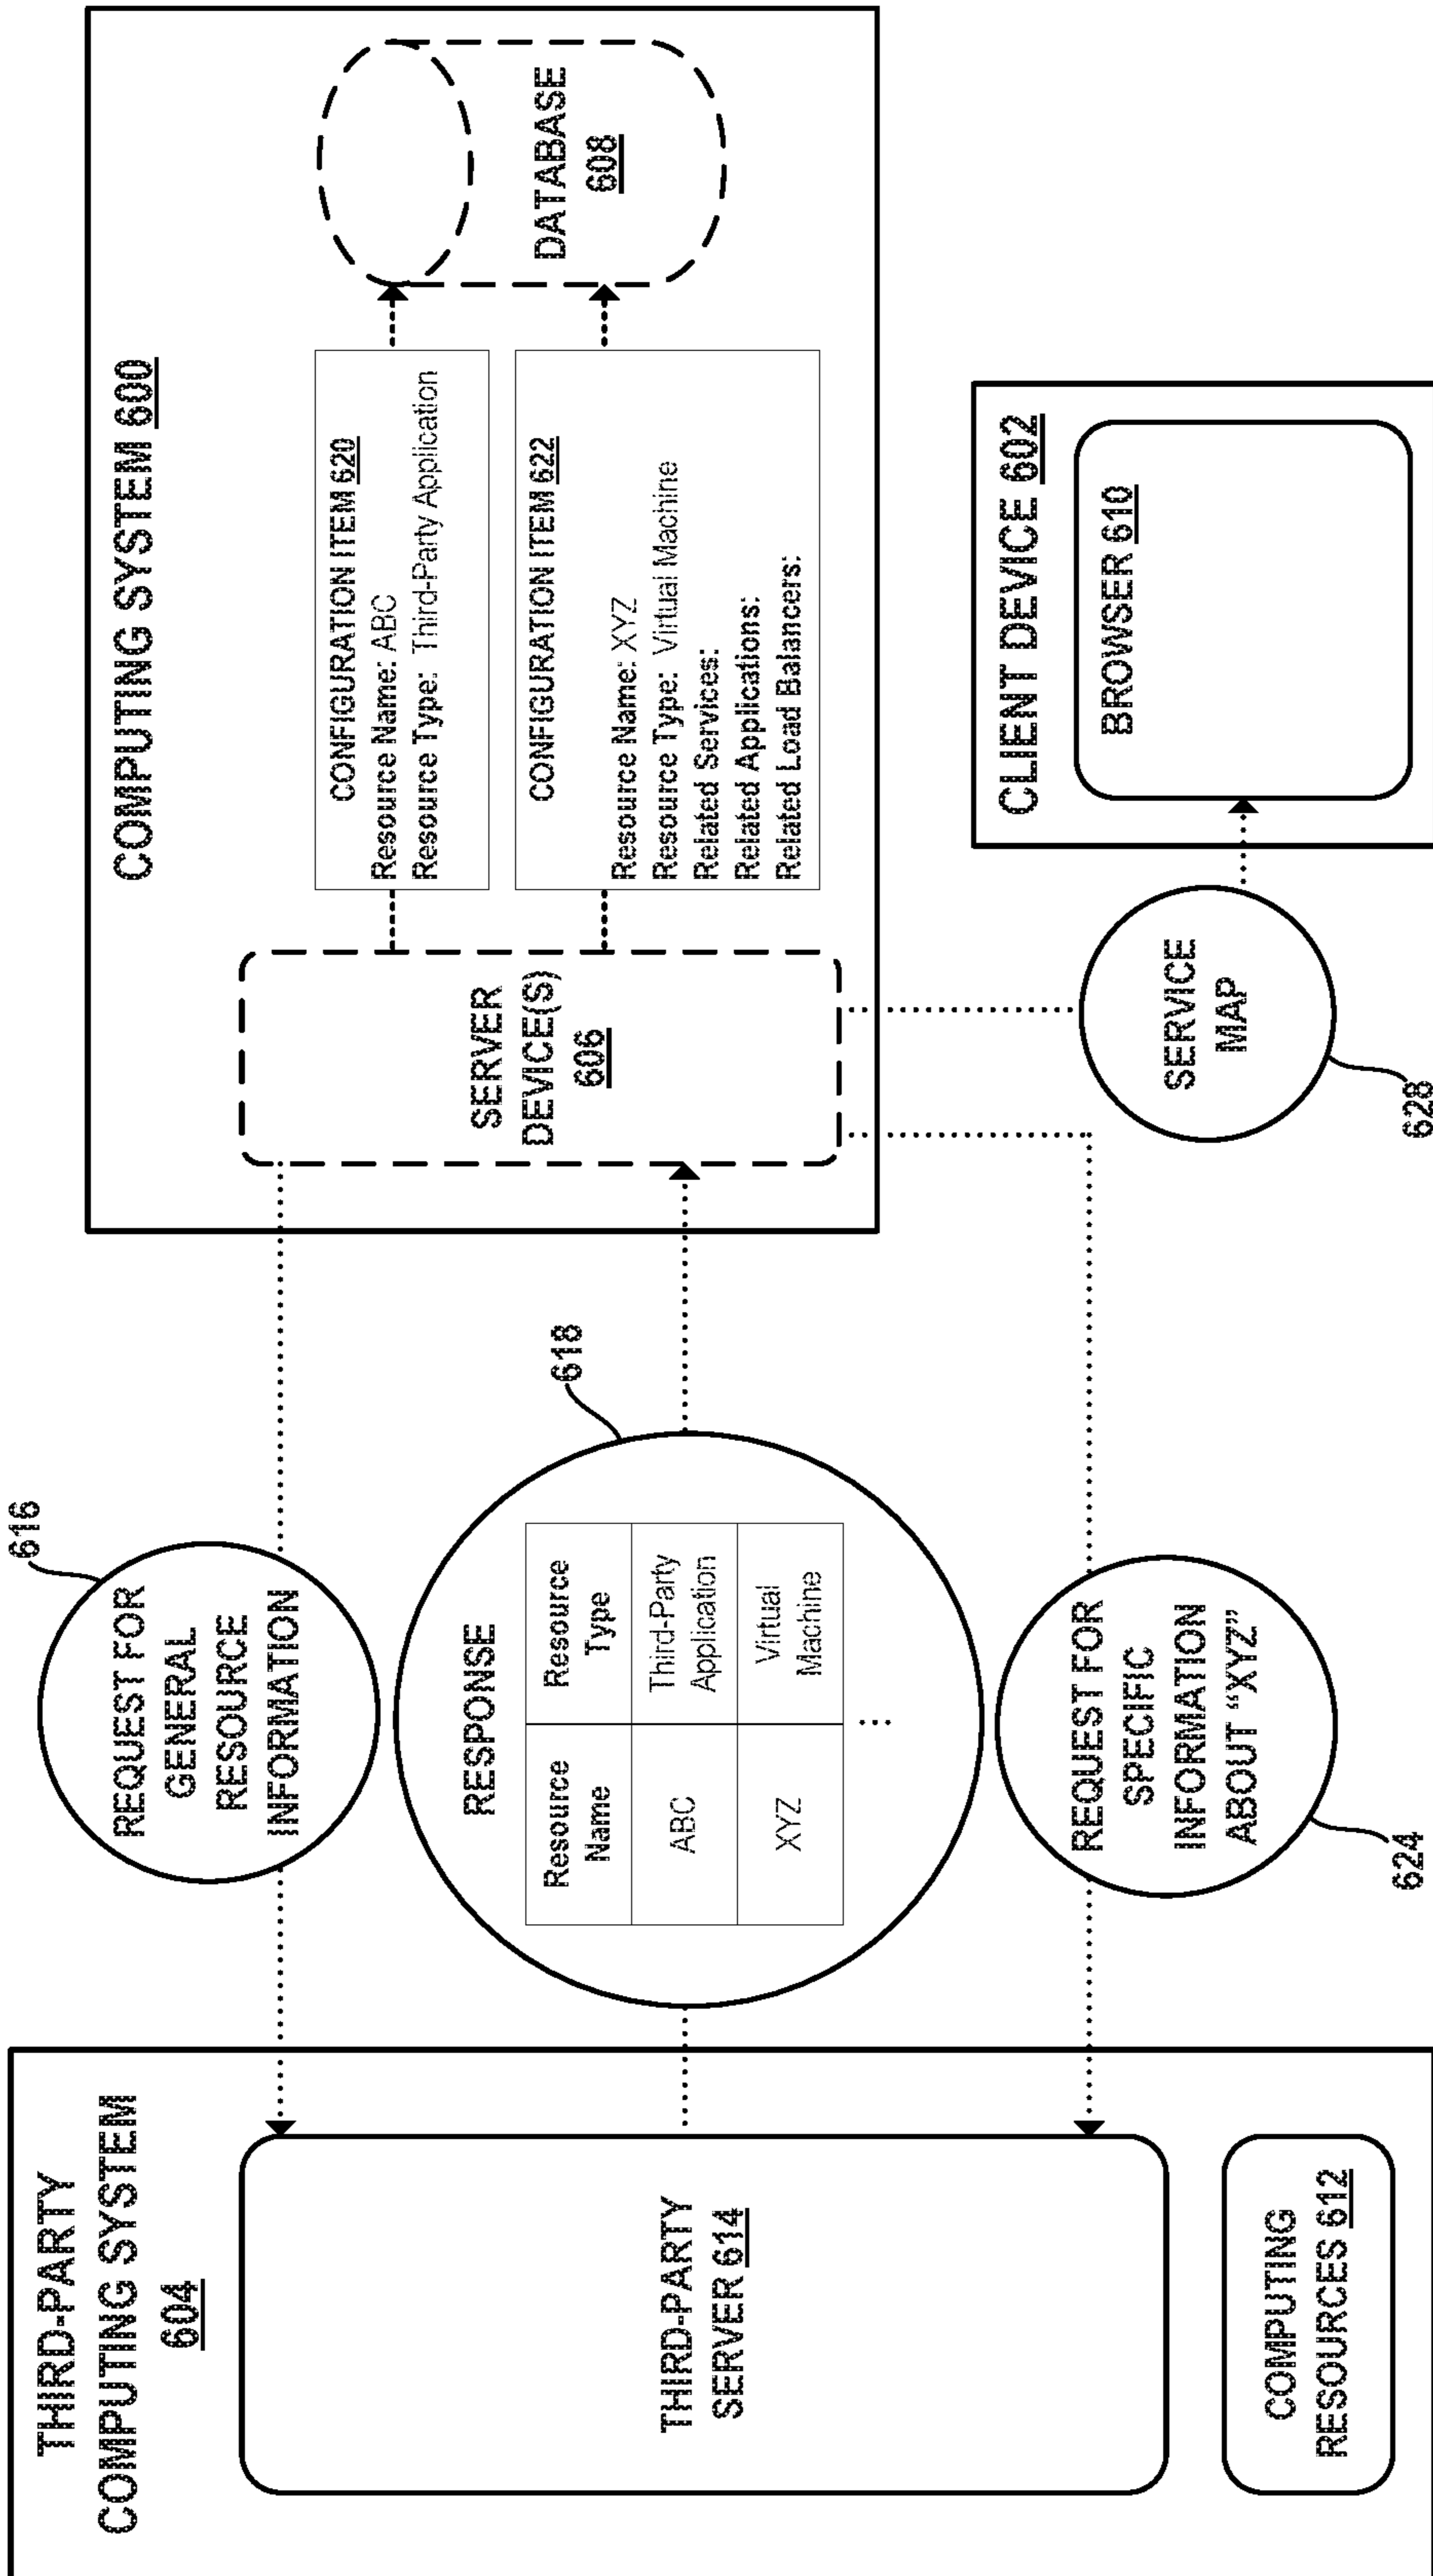 THIRD-PARTY
COMPUTING SYSTEM
604
THIRD-PARTY
SERVER 614
COMPUTING
RESOURCES 612
616
REQUEST FOR
GENERAL
RESOURCE
INFORMATION
618
RESPONSE
Resource Name Resource Type
ABC Third-Party Application
XYZ Virtual Machine
...
REQUEST FOR
SPECIFIC
INFORMATION
ABOUT “XYZ”
624
COMPUTING SYSTEM 600
SERVER
DEVICE(S)
606
CONFIGURATION ITEM 620
Resource Name: ABC
Resource Type: Third-Party Application
CONFIGURATION ITEM 622
Resource Name: XYZ
Resource Type: Virtual Machine
Related Services:
Related Applications:
Related Load Balancers:
DATABASE
608
SERVICE
MAP
628
CLIENT DEVICE 602
BROWSER 610